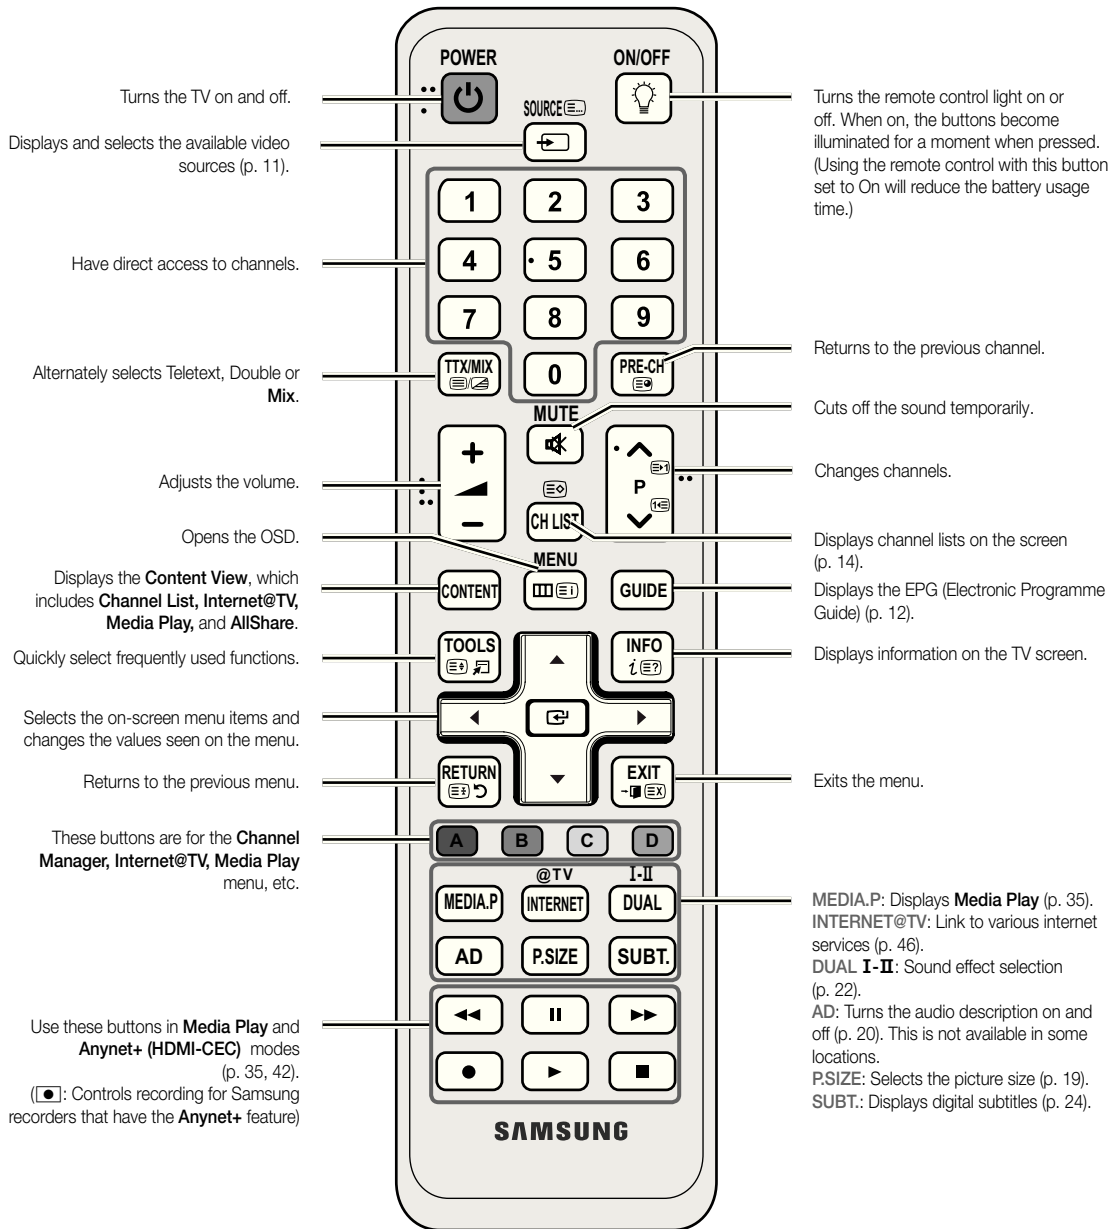 POWER
ON/OFF
SOURCE
Turns the TV on and off.
Displays and selects the available video
sources (p. 11).
Have direct access to channels.
Alternately selects Teletext, Double or
Mix.
Adjusts the volume.
Opens the OSD.
Displays the Content View, which
includes Channel List, Internet@TV,
Media Play, and AllShare.
Quickly select frequently used functions.
Selects the on-screen menu items and
changes the values seen on the menu.
Returns to the previous menu.
These buttons are for the Channel
Manager, Internet@TV, Media Play
menu, etc.
Use these buttons in Media Play and
Anynet+ (HDMI-CEC) modes
(p. 35, 42).
(●: Controls recording for Samsung
recorders that have the Anynet+ feature)
1 2 3
4 5 6
7 8 9
TTX/MIX 0 PRE-CH
MUTE
+
P
−
CH LIST
MENU
CONTENT GUIDE
TOOLS INFO
RETURN EXIT
A B C D
@TV I-II
MEDIA.P INTERNET DUAL
AD P.SIZE SUBT.
SAMSUNG
Turns the remote control light on or
off. When on, the buttons become
illuminated for a moment when pressed.
(Using the remote control with this button
set to On will reduce the battery usage
time.)
Returns to the previous channel.
Cuts off the sound temporarily.
Changes channels.
Displays channel lists on the screen
(p. 14).
Displays the EPG (Electronic Programme
Guide) (p. 12).
Displays information on the TV screen.
Exits the menu.
MEDIA.P: Displays Media Play (p. 35).
INTERNET@TV: Link to various internet
services (p. 46).
DUAL I-II: Sound effect selection
(p. 22).
AD: Turns the audio description on and
off (p. 20). This is not available in some
locations.
P.SIZE: Selects the picture size (p. 19).
SUBT.: Displays digital subtitles (p. 24).